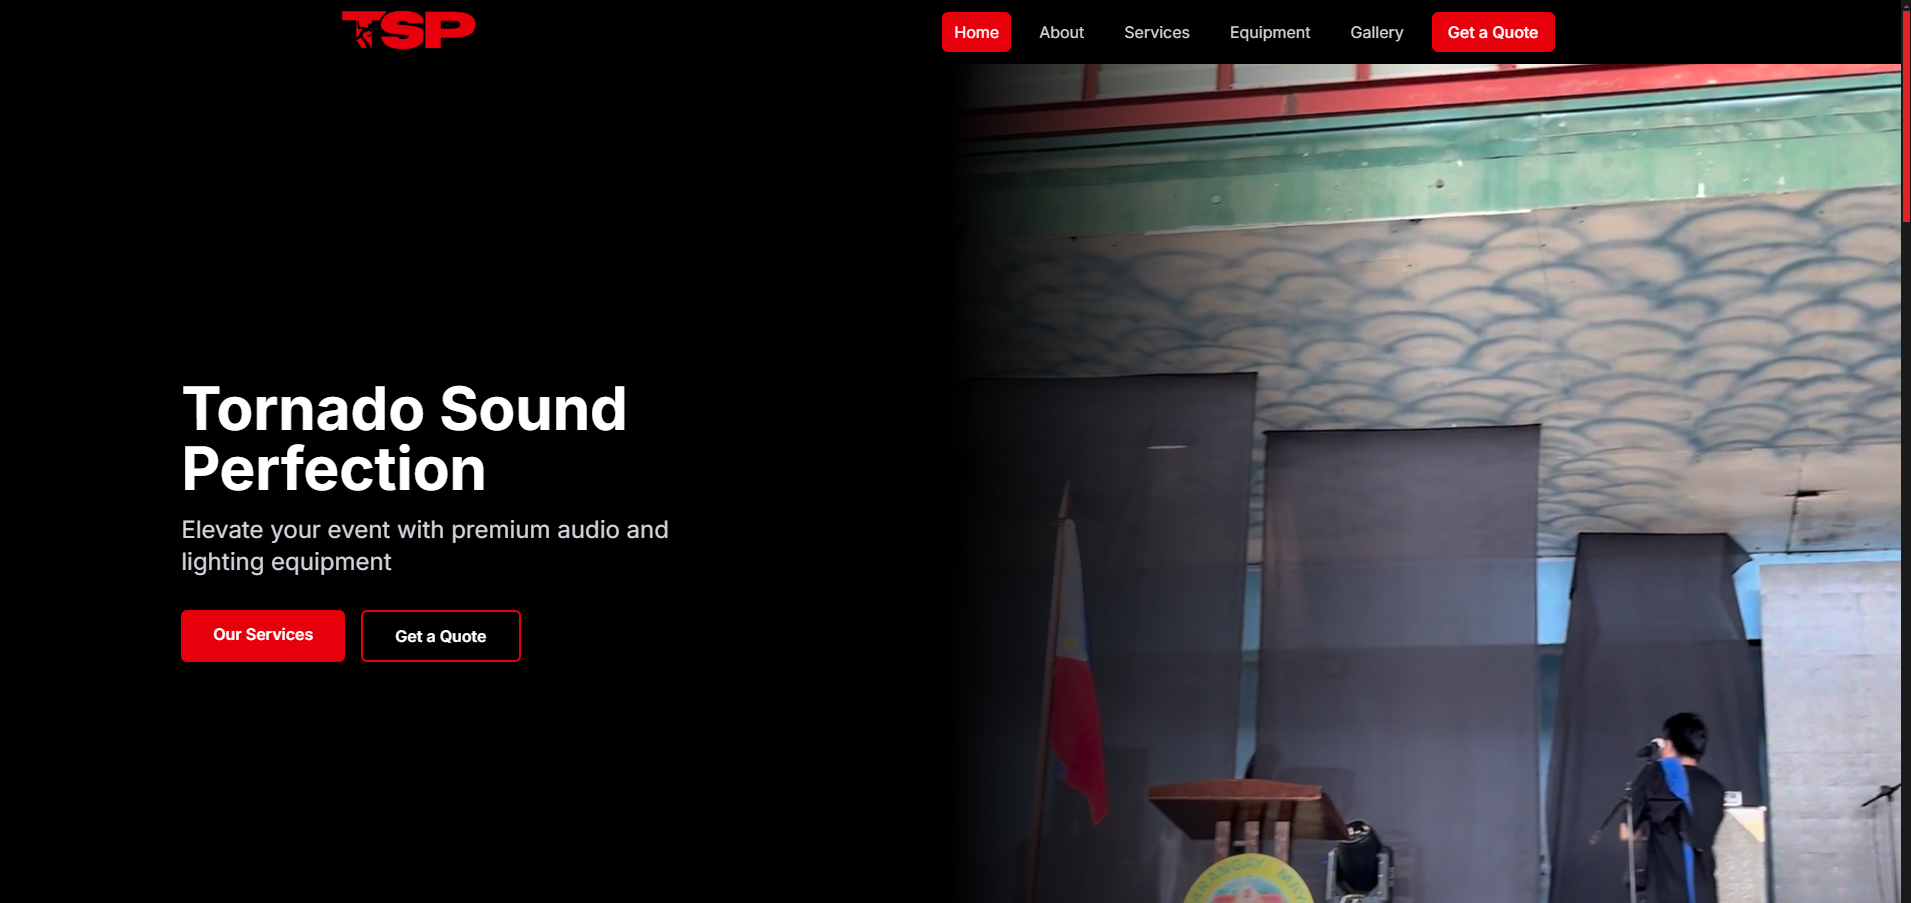 TSP
Home
About
Services
Equipment
Gallery
Get a Quote
Tornado Sound
Perfection
Elevate your event with premium audio and
lighting equipment
Our Services
Get a Quote